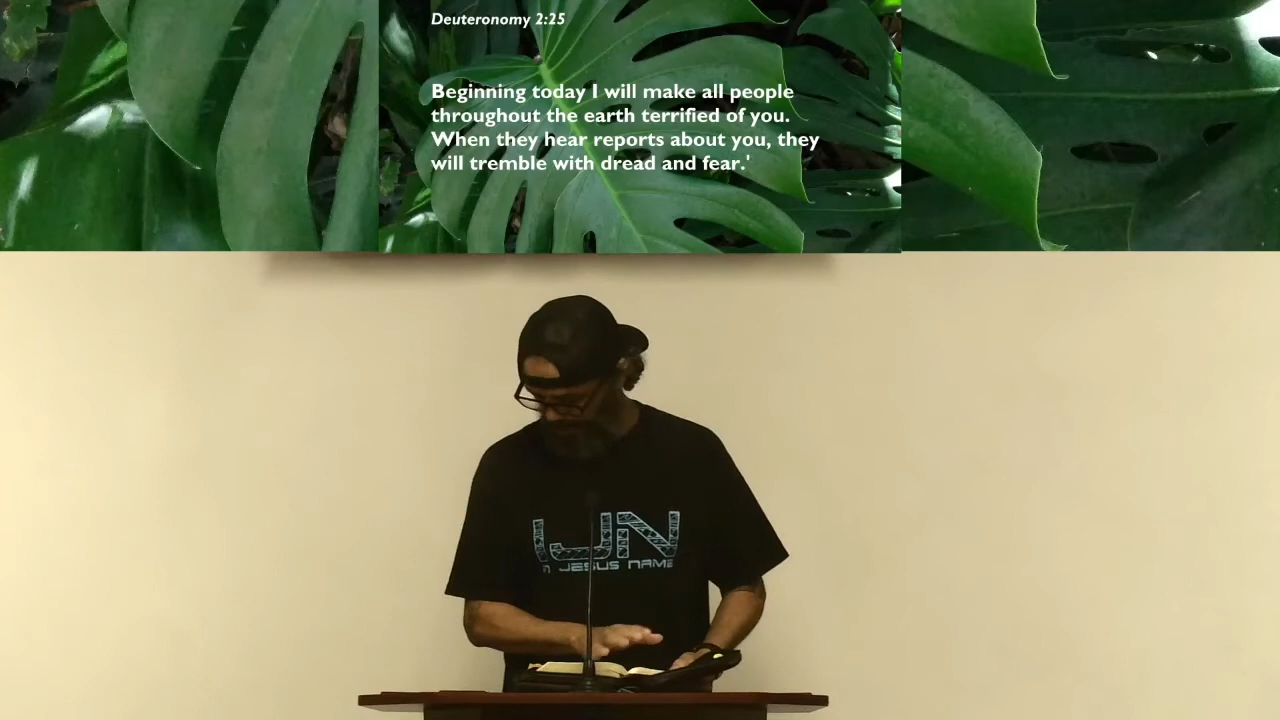 Deuteronomy 2:25
Beginning today I will make all people
throughout the earth terrified of you.
When they hear reports about you, they
will tremble with dread and fear.'
IJN
In JESUS NAME